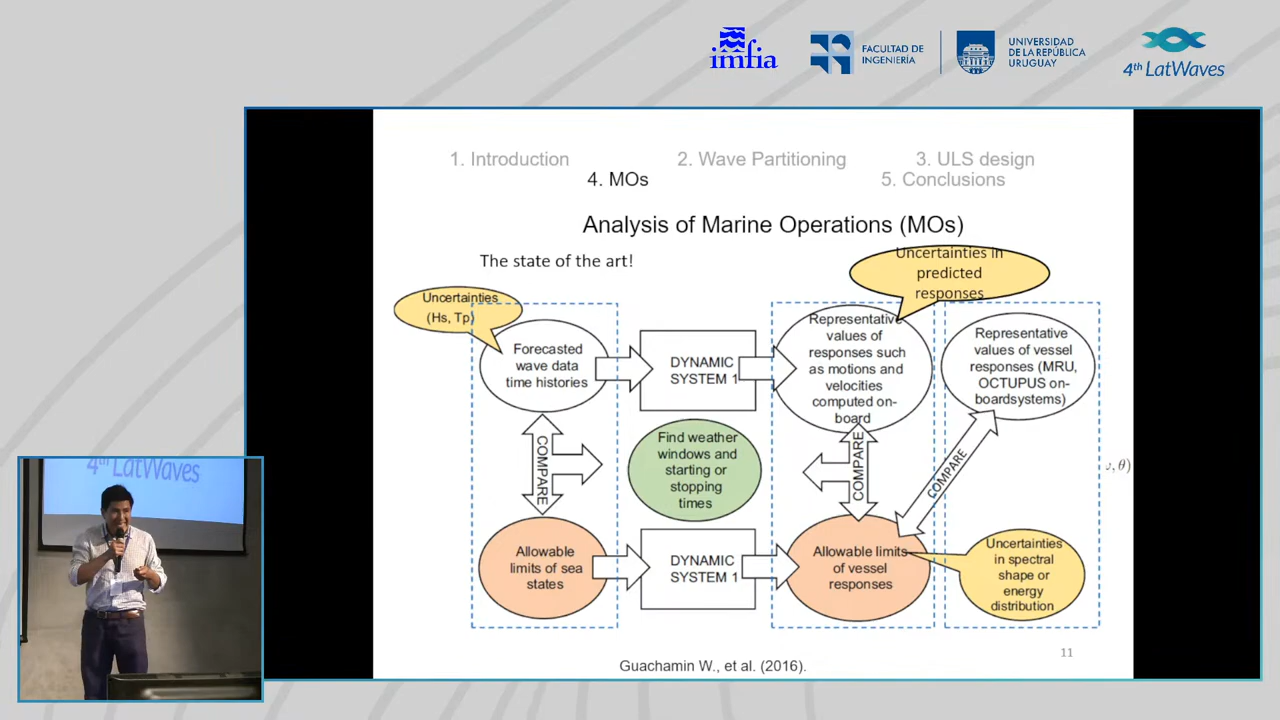 imfia
FACULTAD DE
INGENIERÍA
UNIVERSIDAD
DE LA REPÚBLICA
URUGUAY
4th LatWaves
1. Introduction
2. Wave Partitioning
3. ULS design
4. MOs
5. Conclusions
Analysis of Marine Operations (MOs)
The state of the art!
Uncertainties in
predicted
responses
Uncertainties
(Hs, Tp)
Forecasted
wave data
time histories
DYNAMIC
SYSTEM 1
Representative
values of
responses such
as motions and
velocities
computed on-
board
Representative
values of vessel
responses (MRU,
OCTUPUS on-
boardsystems)
COMPARE
Find weather
windows and
starting or
stopping
times
COMPARE
COMPARE
, θ)
Allowable
limits of sea
states
DYNAMIC
SYSTEM 1
Allowable limits
of vessel
responses
Uncertainties
in spectral
shape or
energy
distribution
Guachamin W., et al. (2016).
11
4th LatWaves